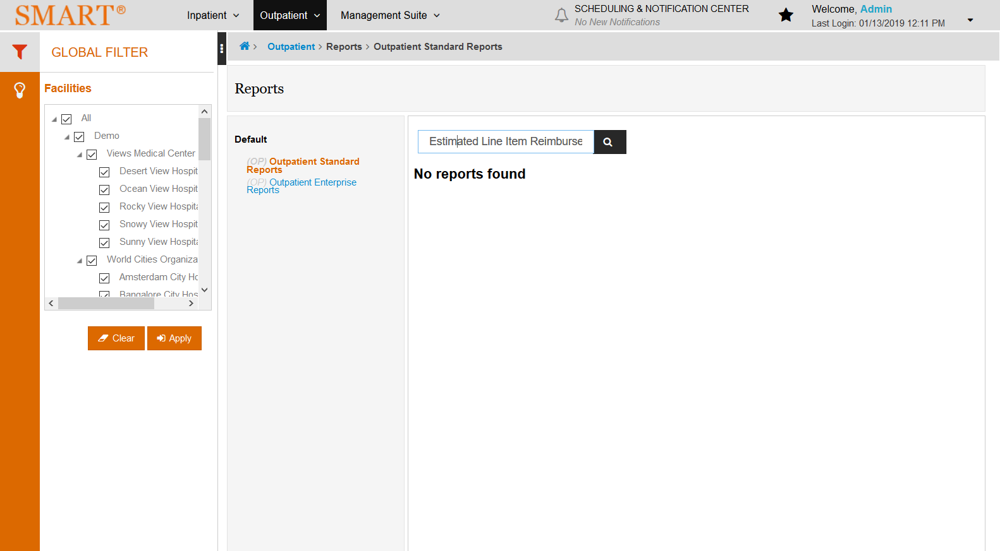 SMART®
Inpatient
Outpatient
Management Suite
SCHEDULING & NOTIFICATION CENTER
No New Notifications
Welcome, Admin
Last Login: 01/13/2019 12:11 PM
GLOBAL FILTER
Outpatient > Reports > Outpatient Standard Reports
Facilities
All
Demo
Views Medical Center
Desert View Hospit
Ocean View Hospit
Rocky View Hospita
Snowy View Hospit
Sunny View Hospita
World Cities Organiza
Amsterdam City Ho
Bangalore City Hos
Clear
Apply
Reports
Default
(OP) Outpatient Standard
Reports
(OP) Outpatient Enterprise
Reports
Estimated Line Item Reimburse
No reports found